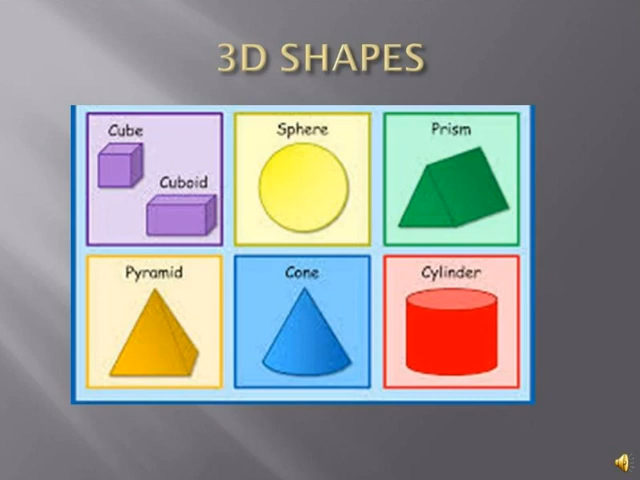 3D SHAPES
Cube
Cuboid
Sphere
Prism
Pyramid
Cone
Cylinder